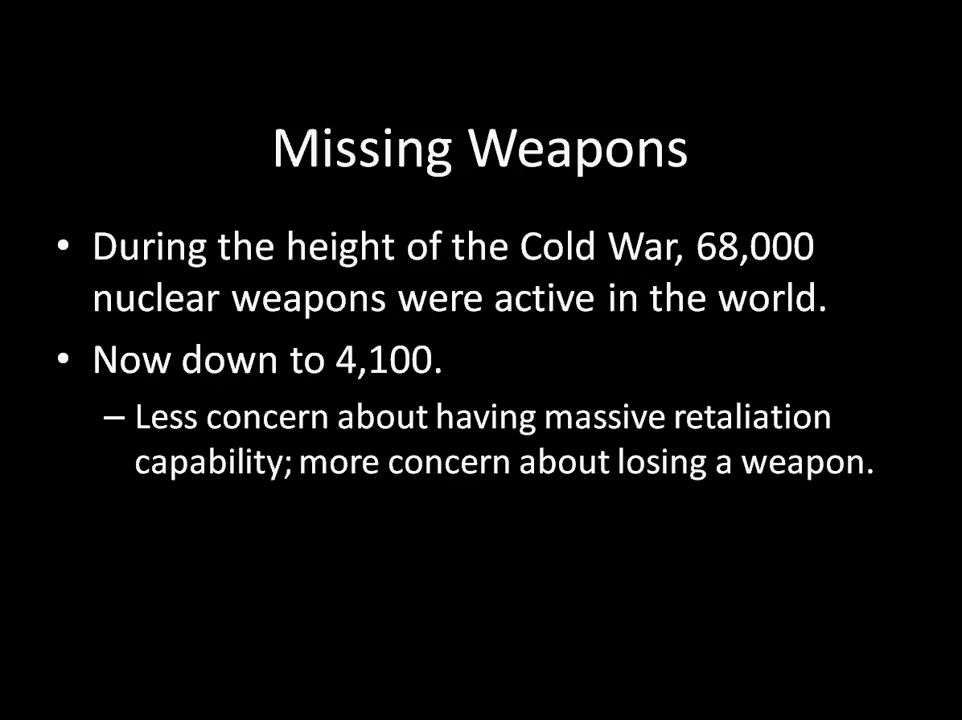 Missing Weapons
• During the height of the Cold War, 68,000
nuclear weapons were active in the world.
• Now down to 4,100.
– Less concern about having massive retaliation
capability; more concern about losing a weapon.